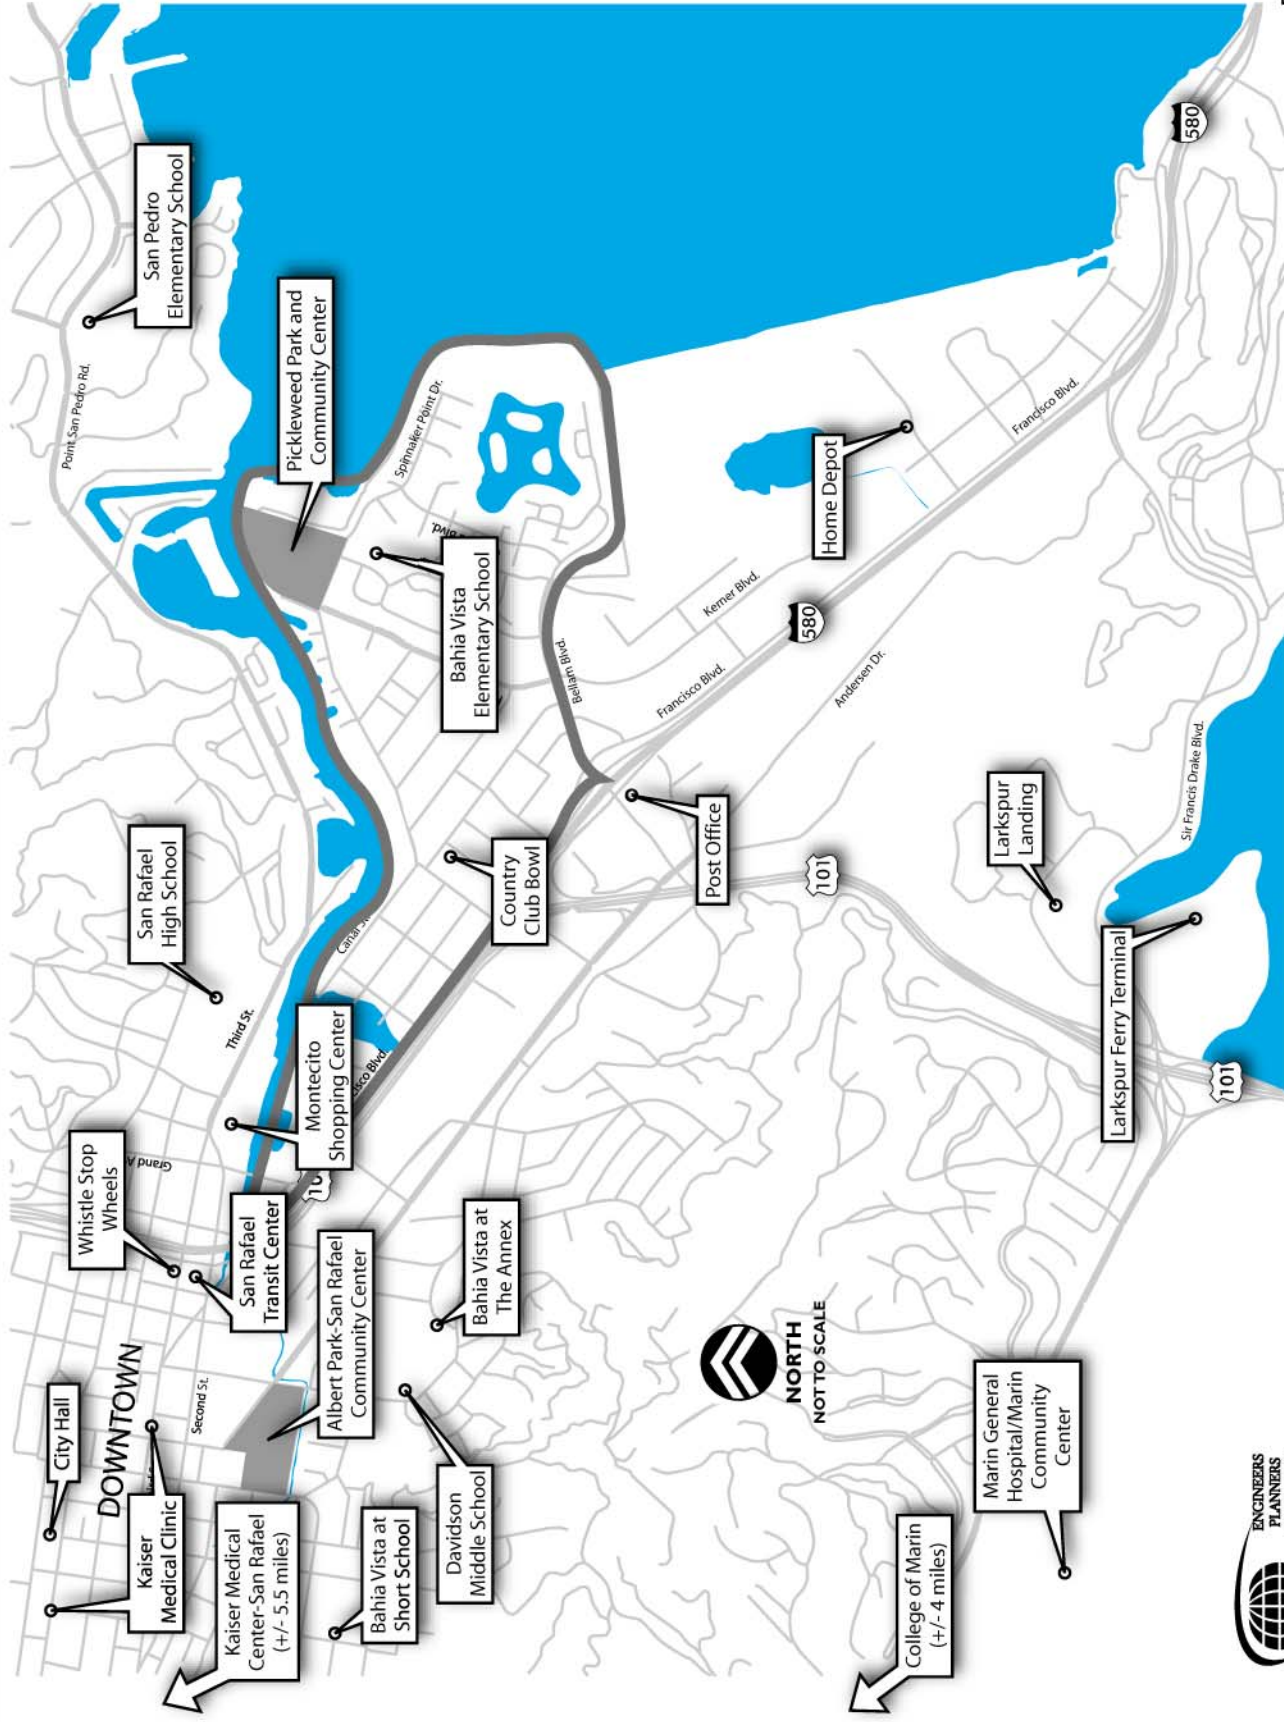 City Hall
DOWNTOWN
Kaiser
Medical Clinic
Kaiser Medical
Center-San Rafael
(+/- 5.5 miles)
Second St.
Whistle Stop
Wheels
San Rafael
Transit Center
Albert Park-San Rafael
Community Center
Bahia Vista at
Short School
Davidson
Middle School
Bahia Vista at
The Annex
Grand A
Third St.
San Rafael
High School
Montecito
Shopping Center
Canal
isco Blvd.
10
Country
Club Bowl
Post Office
Point San Pedro Rd.
San Pedro
Elementary School
Pickleweed Park and
Community Center
Spinnaker Point Dr.
Blvd.
Bahia Vista
Elementary School
Bellam Blvd.
Francisco Blvd.
Kerner Blvd.
580
Andersen Dr.
Home Depot
Francisco Blvd.
580
101
Larkspur
Landing
Sir Francis Drake Blvd.
Larkspur Ferry Terminal
101
NORTH
NOT TO SCALE
Marin General
Hospital/Marin
Community
Center
College of Marin
(+/- 4 miles)
ENGINEERS
PLANNERS